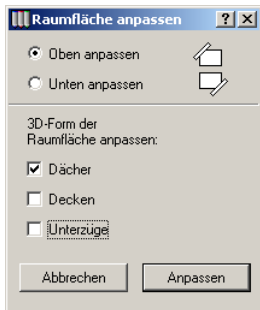 Raumfläche anpassen
Oben anpassen
Unten anpassen
3D-Form der
Raumfläche anpassen:
Dächer
Decken
Unterzüge
Abbrechen Anpassen